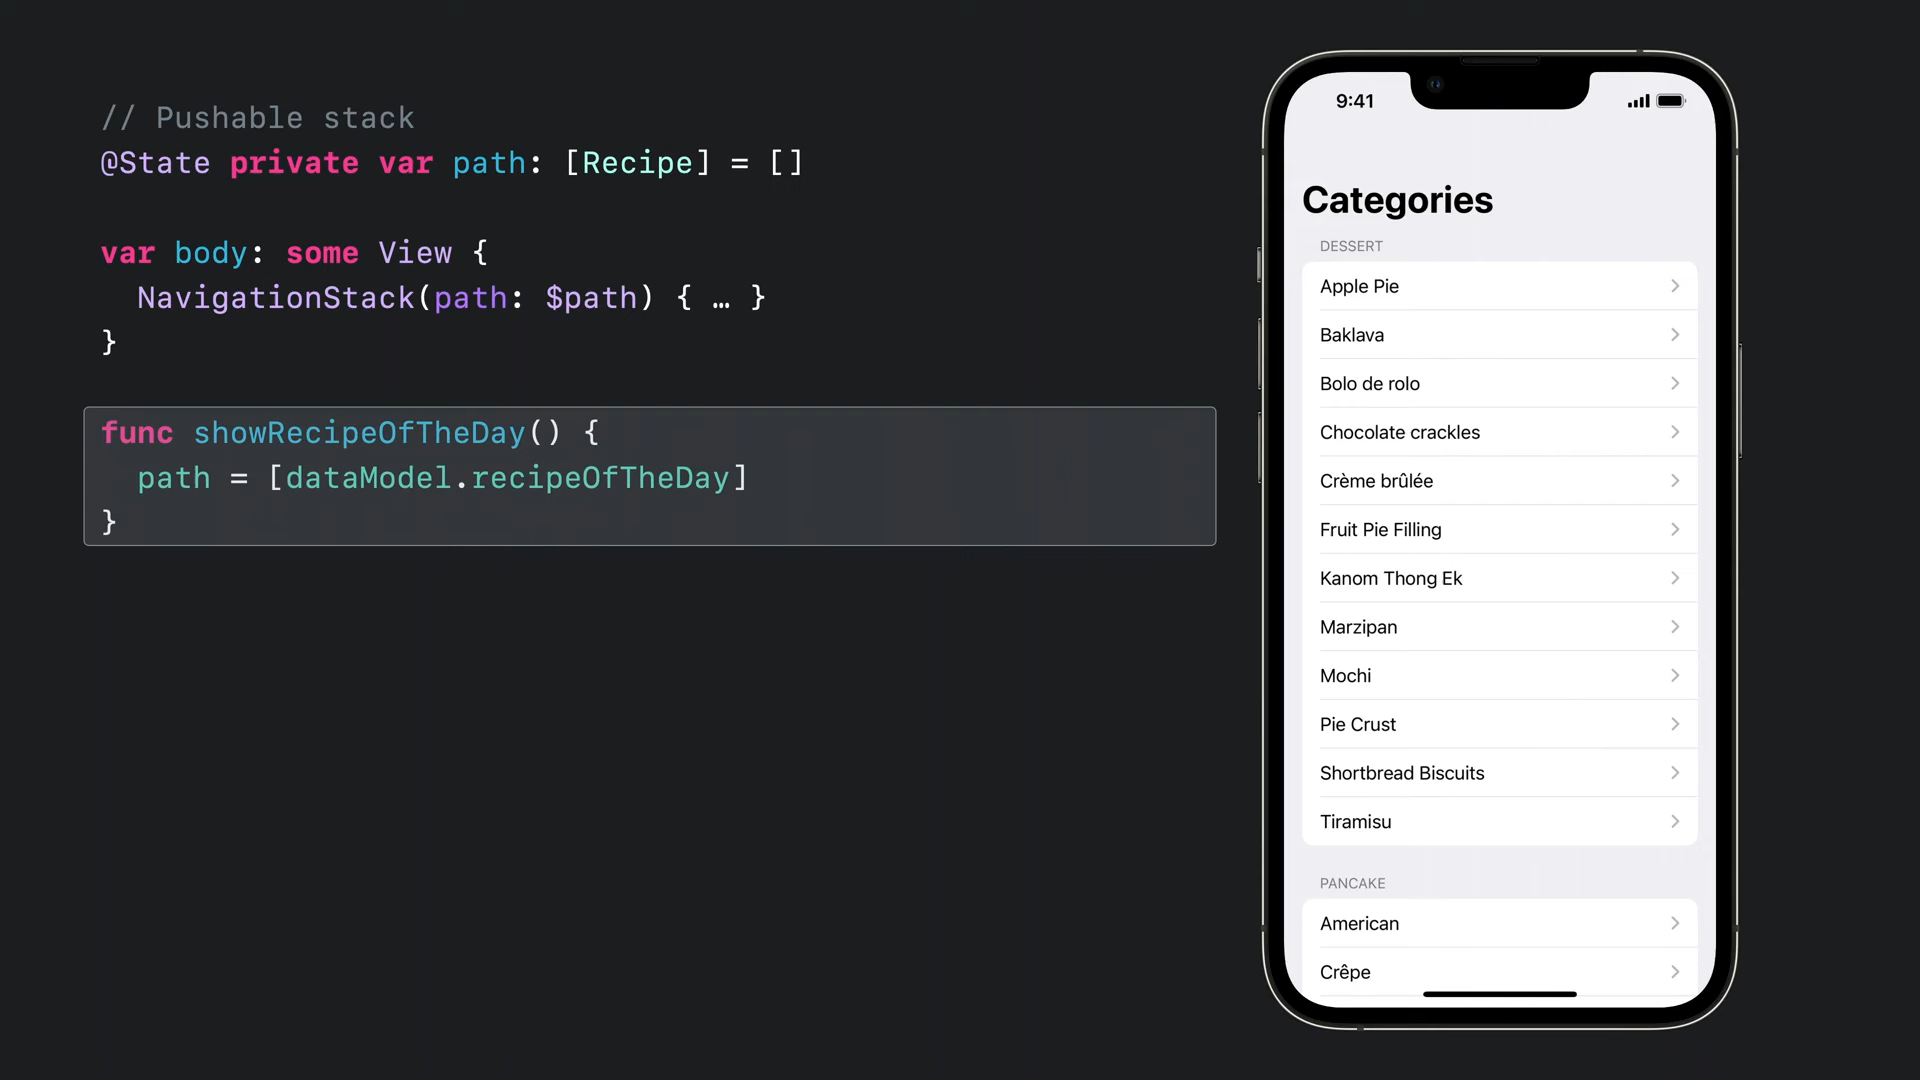 // Pushable stack
@State private var path: [Recipe] = []
var body: some View {
NavigationStack(path: $path) { … }
}
func showRecipeOfTheDay() {
path = [dataModel.recipeOfTheDay]
}
9:41
Categories
DESSERT
Apple Pie
Baklava
Bolo de rolo
Chocolate crackles
Crème brûlée
Fruit Pie Filling
Kanom Thong Ek
Marzipan
Mochi
Pie Crust
Shortbread Biscuits
Tiramisu
PANCAKE
American
Crêpe